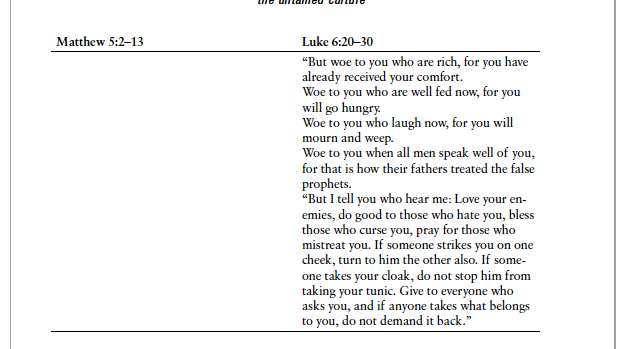 the untamed culture
Matthew 5:2–13 Luke 6:20–30
“But woe to you who are rich, for you have
already received your comfort.
Woe to you who are well fed now, for you
will go hungry.
Woe to you who laugh now, for you will
mourn and weep.
Woe to you when all men speak well of you,
for that is how their fathers treated the false
prophets.
“But I tell you who hear me: Love your en-
emies, do good to those who hate you, bless
those who curse you, pray for those who
mistreat you. If someone strikes you on one
cheek, turn to him the other also. If some-
one takes your cloak, do not stop him from
taking your tunic. Give to everyone who
asks you, and if anyone takes what belongs
to you, do not demand it back.”